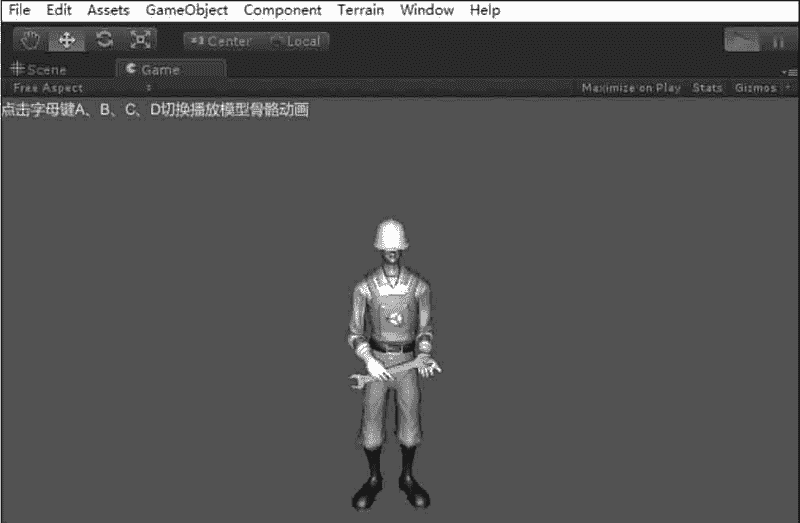 File Edit Assets GameObject Component Terrain Window Help
Center Local
Scene Game
Free Aspect Maximize on Play Stats Gizmos
点击字母键A、B、C、D切换播放模型骨骼动画